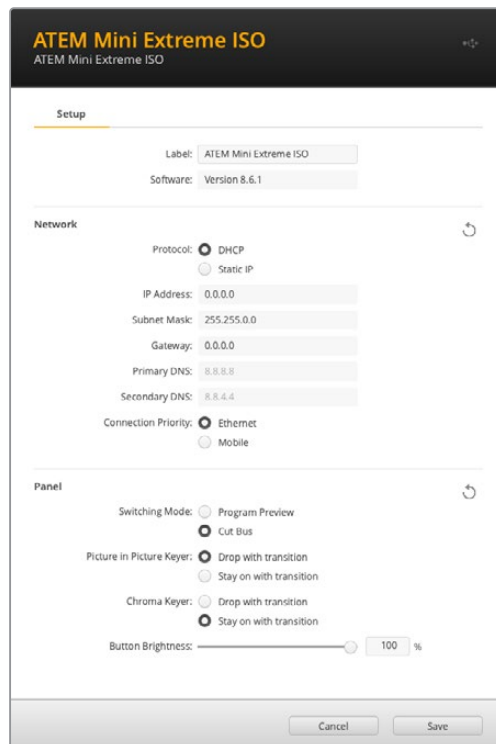 ATEM Mini Extreme ISO
ATEM Mini Extreme ISO
Setup
Label: ATEM Mini Extreme ISO
Software: Version 8.6.1
Network
Protocol: DHCP
Static IP
IP Address: 0.0.0.0
Subnet Mask: 255.255.0.0
Gateway: 0.0.0.0
Primary DNS: 8.8.8.8
Secondary DNS: 8.8.4.4
Connection Priority: Ethernet
Mobile
Panel
Switching Mode: Program Preview
Cut Bus
Picture in Picture Keyer: Drop with transition
Stay on with transition
Chroma Keyer: Drop with transition
Stay on with transition
Button Brightness: 100 %
Cancel Save